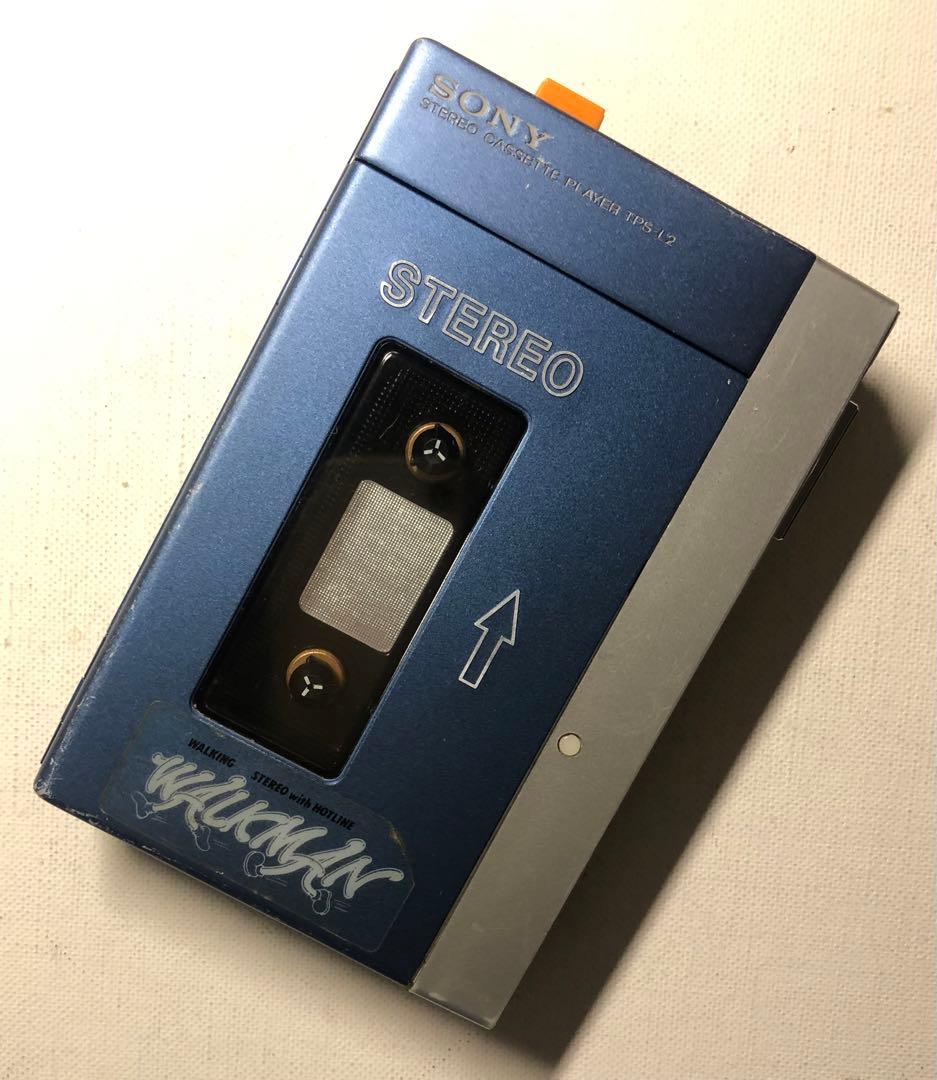 SONY
STEREO CASSETTE PLAYER TPS-L2
STEREO
WALKING STEREO with HOTLINE
WALKMAN